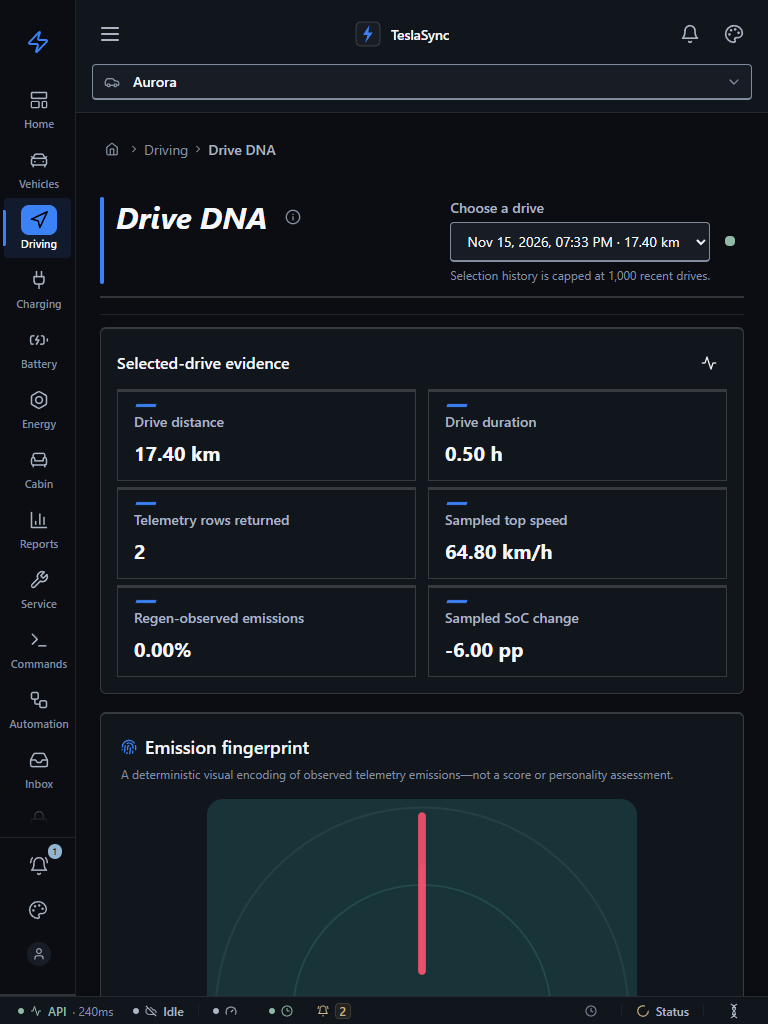 TeslaSync
Aurora
Home
Vehicles
Driving
Charging
Battery
Energy
Cabin
Reports
Service
Commands
Automation
Inbox
1
Driving
Drive DNA
Drive DNA
Choose a drive
Nov 15, 2026, 07:33 PM · 17.40 km
Selection history is capped at 1,000 recent drives.
Selected-drive evidence
Drive distance
17.40 km
Drive duration
0.50 h
Telemetry rows returned
2
Sampled top speed
64.80 km/h
Regen-observed emissions
0.00%
Sampled SoC change
-6.00 pp
Emission fingerprint
A deterministic visual encoding of observed telemetry emissions—not a score or personality assessment.
API · 240ms
Idle
2
Status